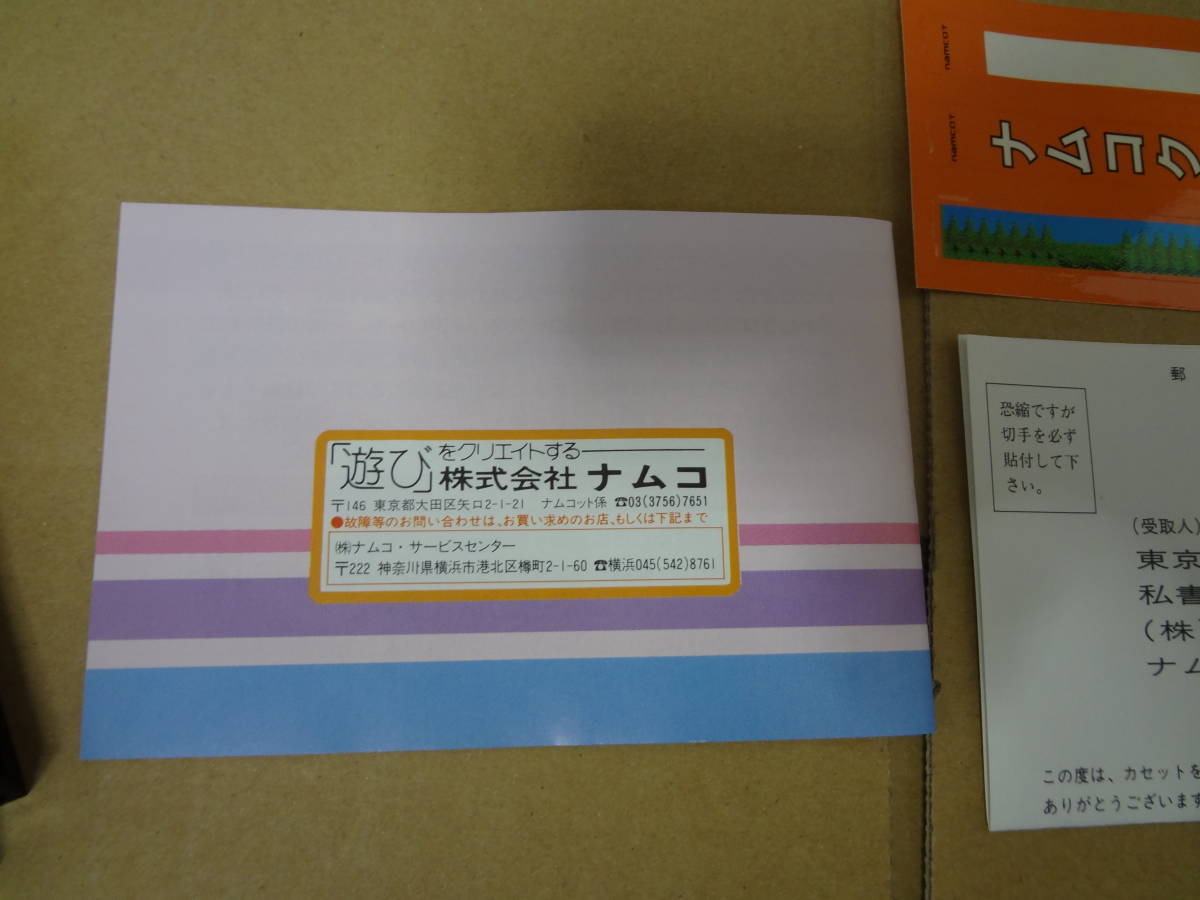 「遊び」をクリエイトする
株式会社 ナムコ
〒146 東京都大田区矢口2-1-21 ナムコット係 ☎03(3756)7651
●故障等のお問い合わせは、お買い求めのお店、もしくは下記まで
㈱ナムコ・サービスセンター
〒222 神奈川県横浜市港北区樽町2-1-60 ☎横浜045(542)8761
namcot
namcot
ナムコク
郵
恐縮ですが
切手を必ず
貼付して下
さい。
(受取人)
東京
私書
(株)
ナム
この度は、カセットを
ありがとうございます